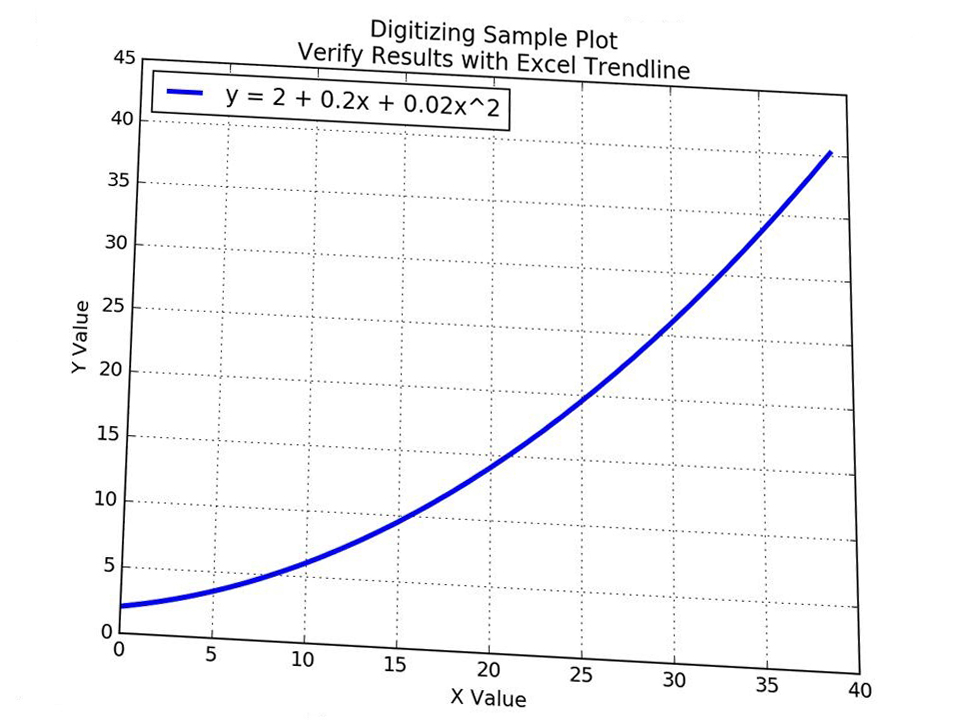 Digitizing Sample Plot
Verify Results with Excel Trendline
y = 2 + 0.2x + 0.02x^2
45
40
35
30
25
20
15
10
5
0
Y Value
0 5 10 15 20 25 30 35 40
X Value